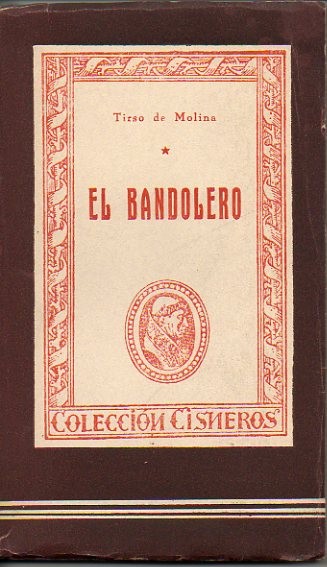 Tirso de Molina
EL BANDOLERO
COLECCIÓN CISNEROS